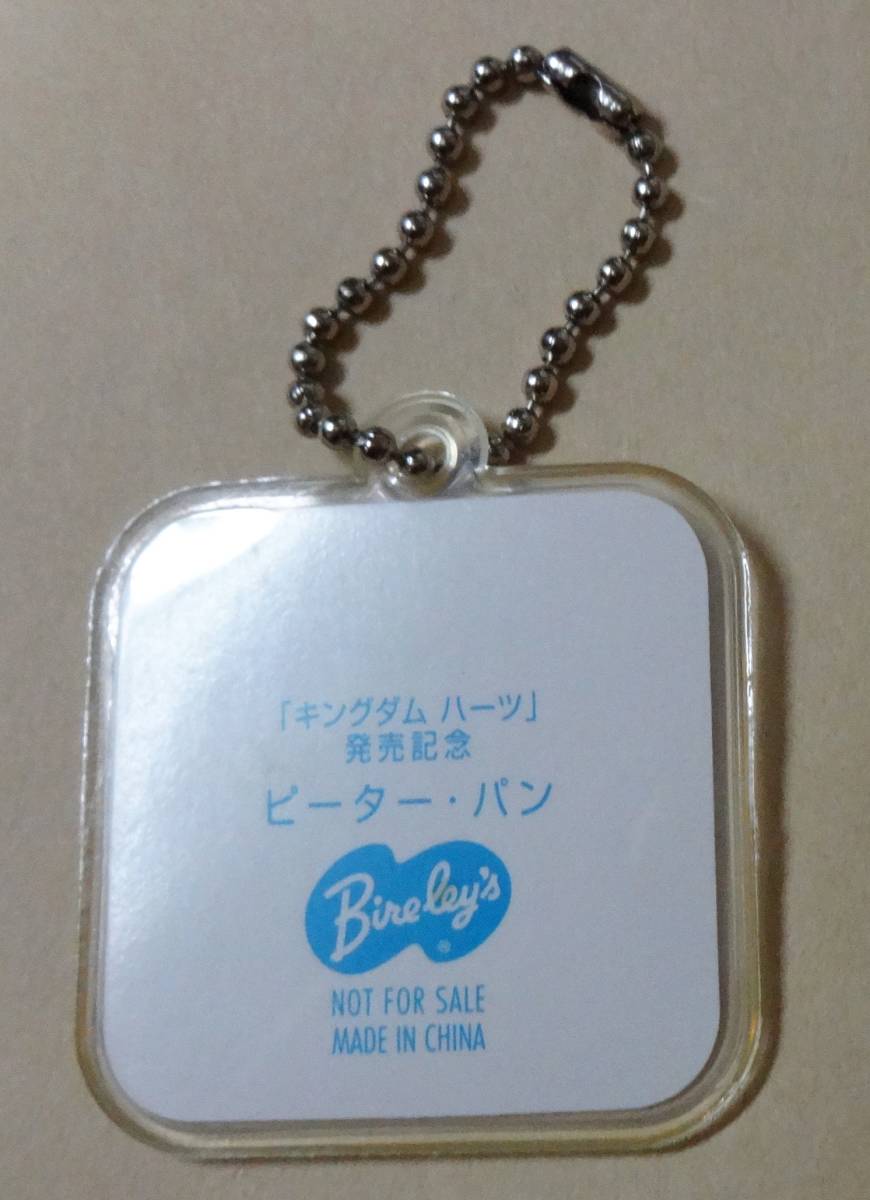 「キングダム ハーツ」
発売記念
ピーター・パン
Bireley's
®
NOT FOR SALE
MADE IN CHINA